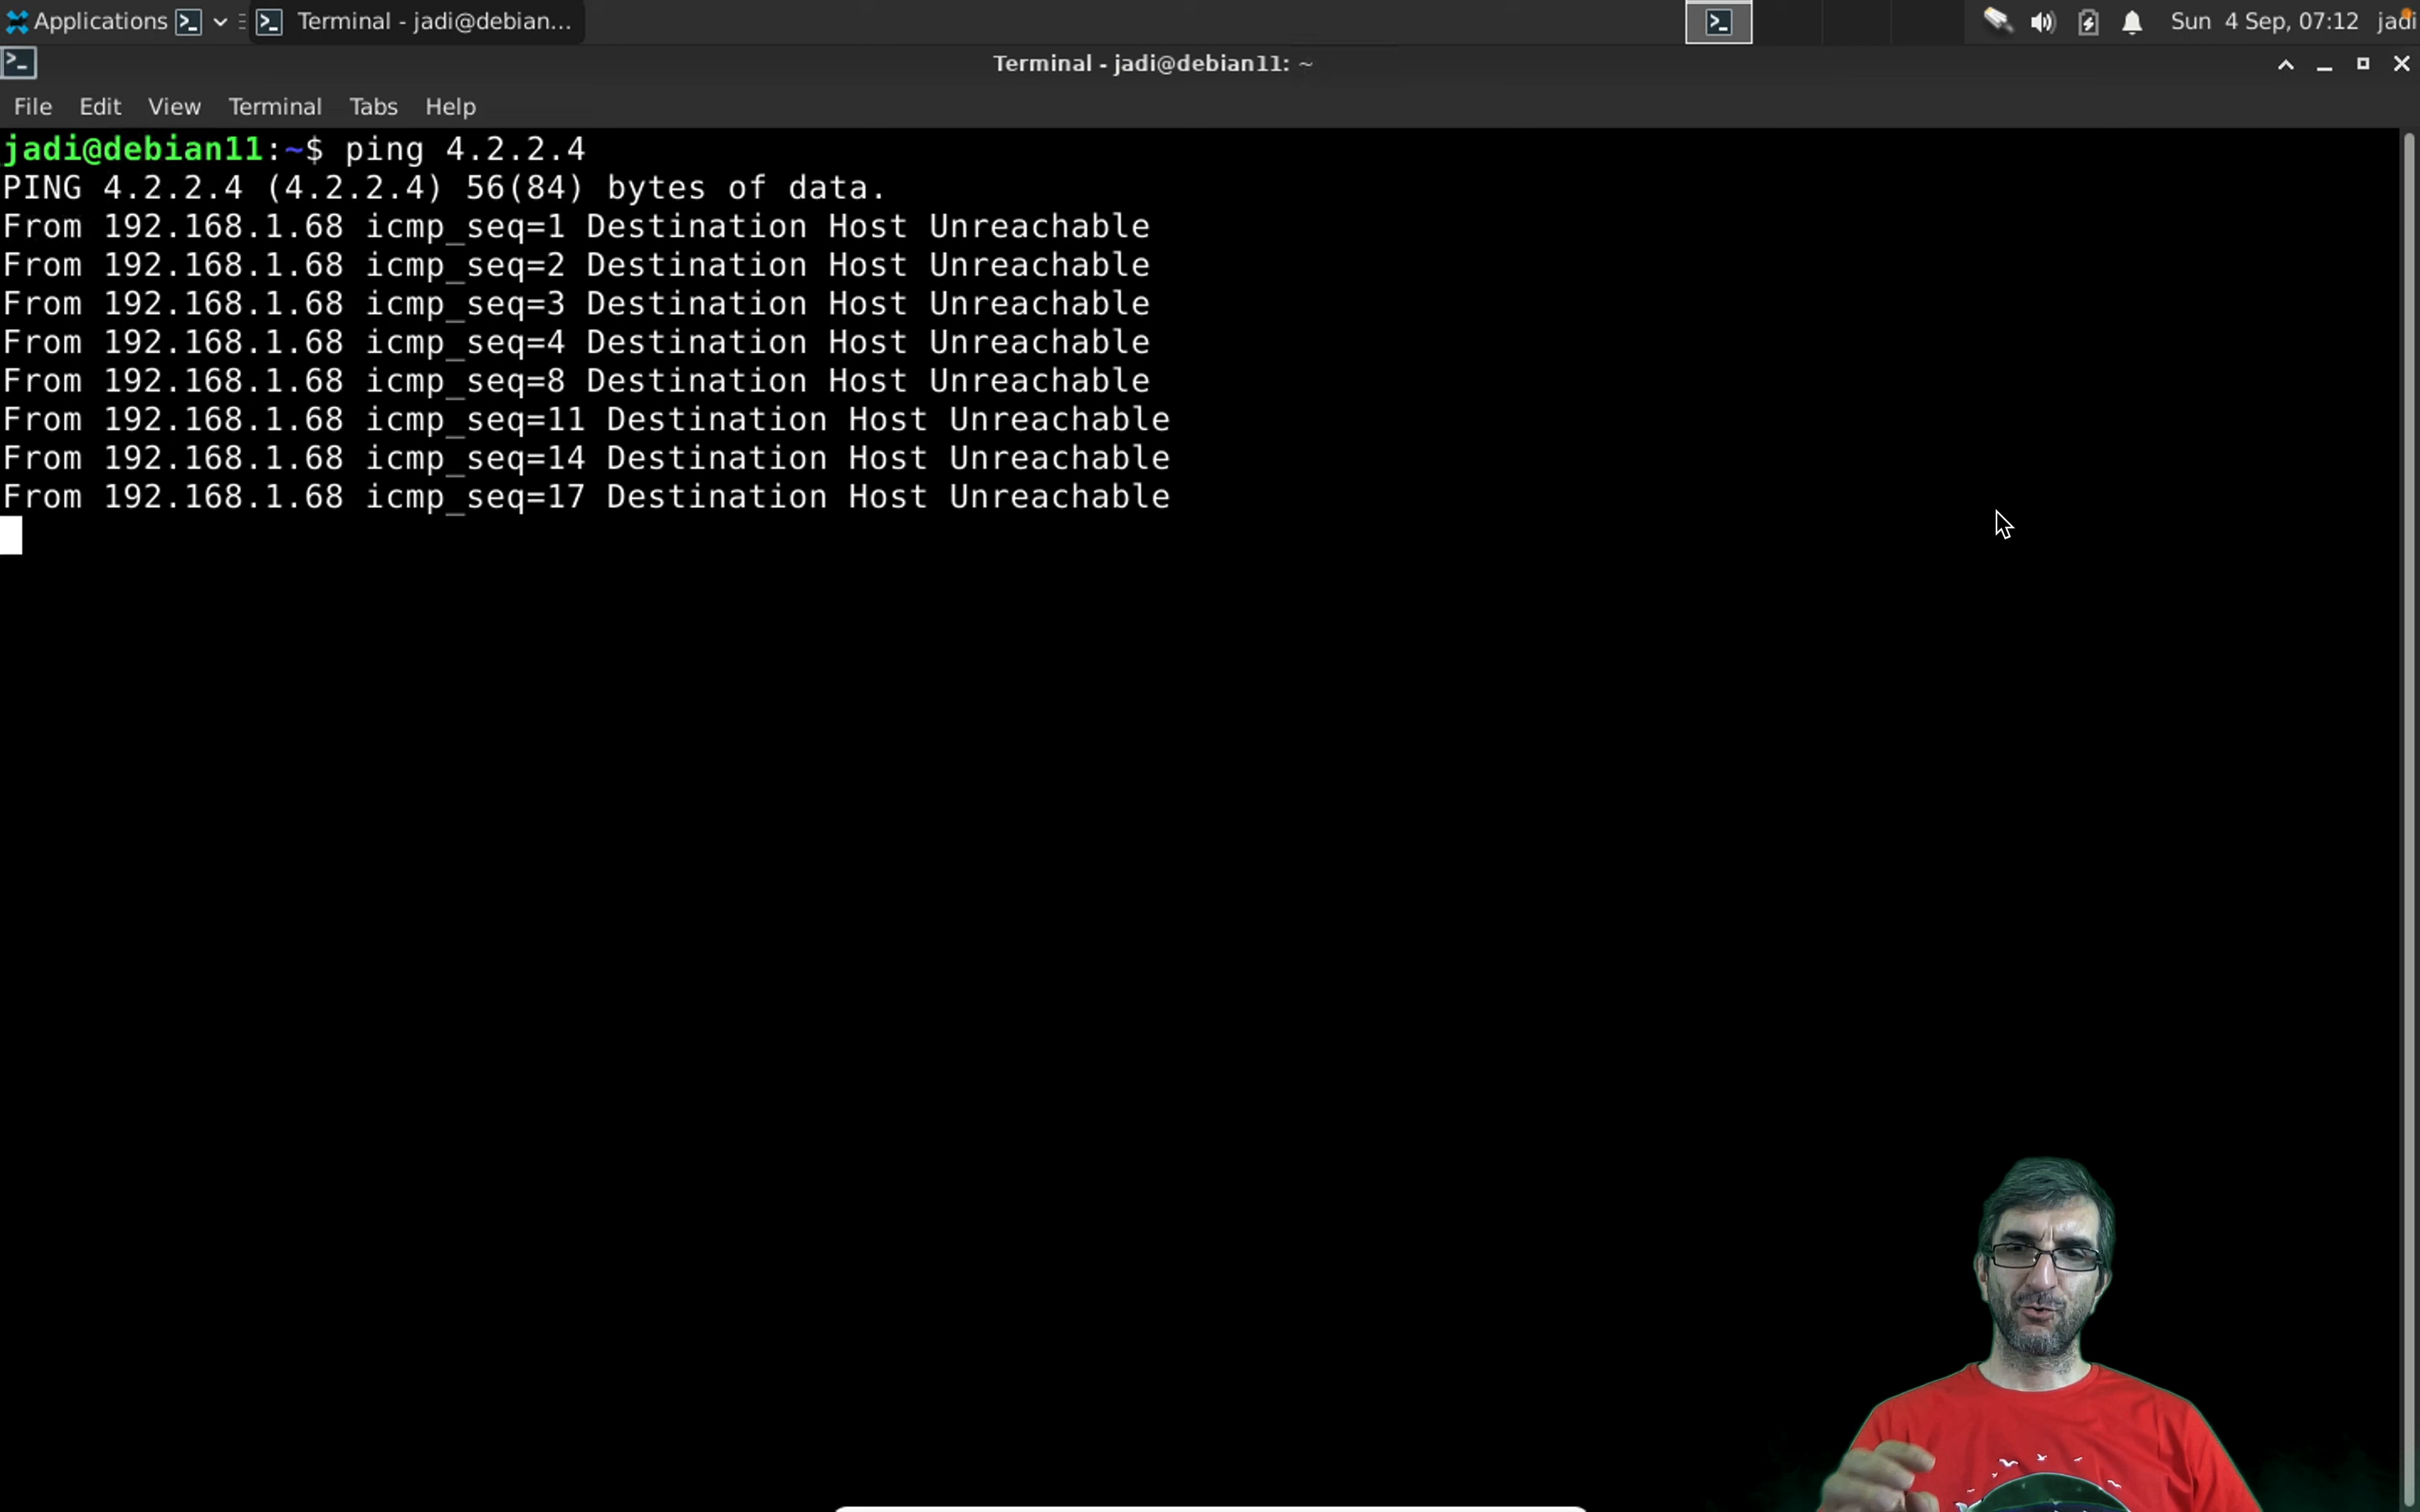 Applications Terminal - jadi@debian... Sun 4 Sep, 07:12 jadi
Terminal - jadi@debian11: ~
File Edit View Terminal Tabs Help
jadi@debian11:~$ ping 4.2.2.4
PING 4.2.2.4 (4.2.2.4) 56(84) bytes of data.
From 192.168.1.68 icmp_seq=1 Destination Host Unreachable
From 192.168.1.68 icmp_seq=2 Destination Host Unreachable
From 192.168.1.68 icmp_seq=3 Destination Host Unreachable
From 192.168.1.68 icmp_seq=4 Destination Host Unreachable
From 192.168.1.68 icmp_seq=8 Destination Host Unreachable
From 192.168.1.68 icmp_seq=11 Destination Host Unreachable
From 192.168.1.68 icmp_seq=14 Destination Host Unreachable
From 192.168.1.68 icmp_seq=17 Destination Host Unreachable